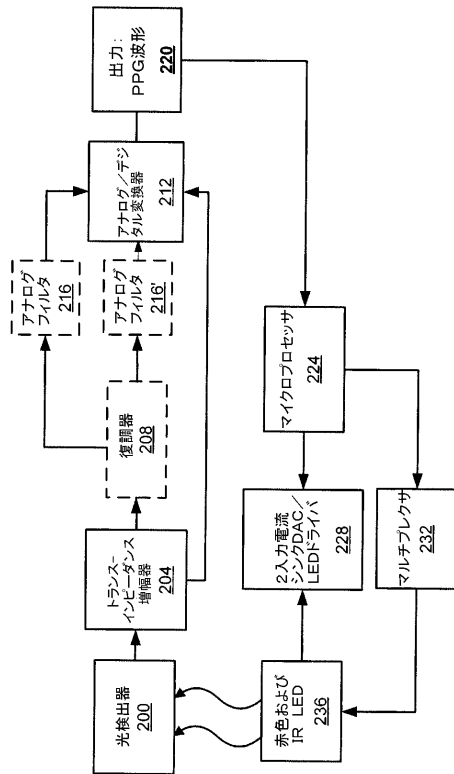 光検出器
200
トランス–
インピーダンス
増幅器
204
復調器
208
アナログ
フィルタ
216
アナログ
フィルタ
216'
アナログ／デジ
タル変換器
212
出力：
PPG波形
220
マイクロプロセッサ
224
2入力電流
シンクDAC／
LEDドライバ
228
マルチプレクサ
232
赤色および
IR LED
236